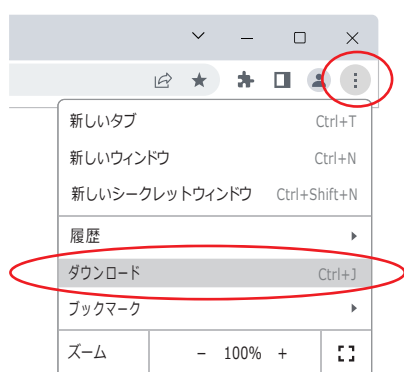 新しいタブ Ctrl+T
新しいウィンドウ Ctrl+N
新しいシークレットウィンドウ Ctrl+Shift+N
履歴
ダウンロード Ctrl+J
ブックマーク
ズーム － 100% +